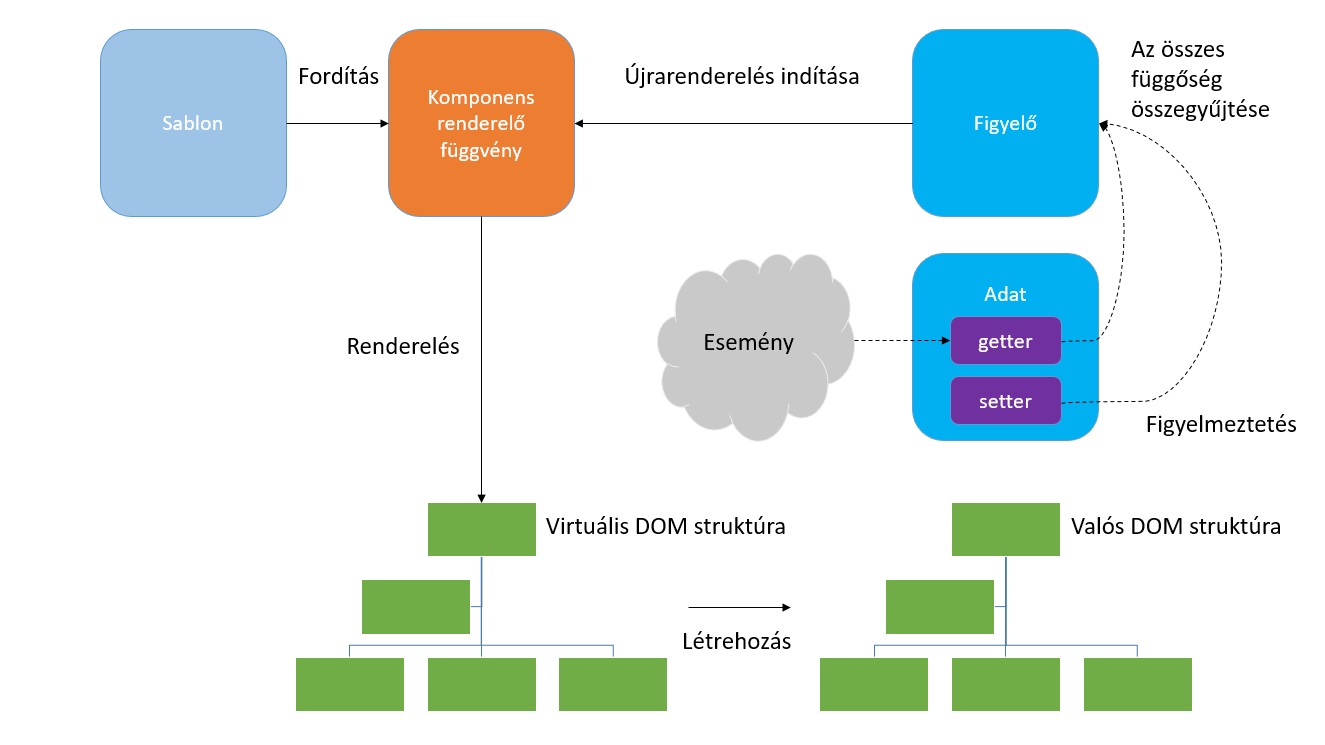 Sablon
Fordítás
Komponens
renderelő
függvény
Újrarenderelés indítása
Figyelő
Az összes
függőség
összegyűjtése
Esemény
Adat
getter
setter
Figyelmeztetés
Renderelés
Virtuális DOM struktúra
Létrehozás
Valós DOM struktúra